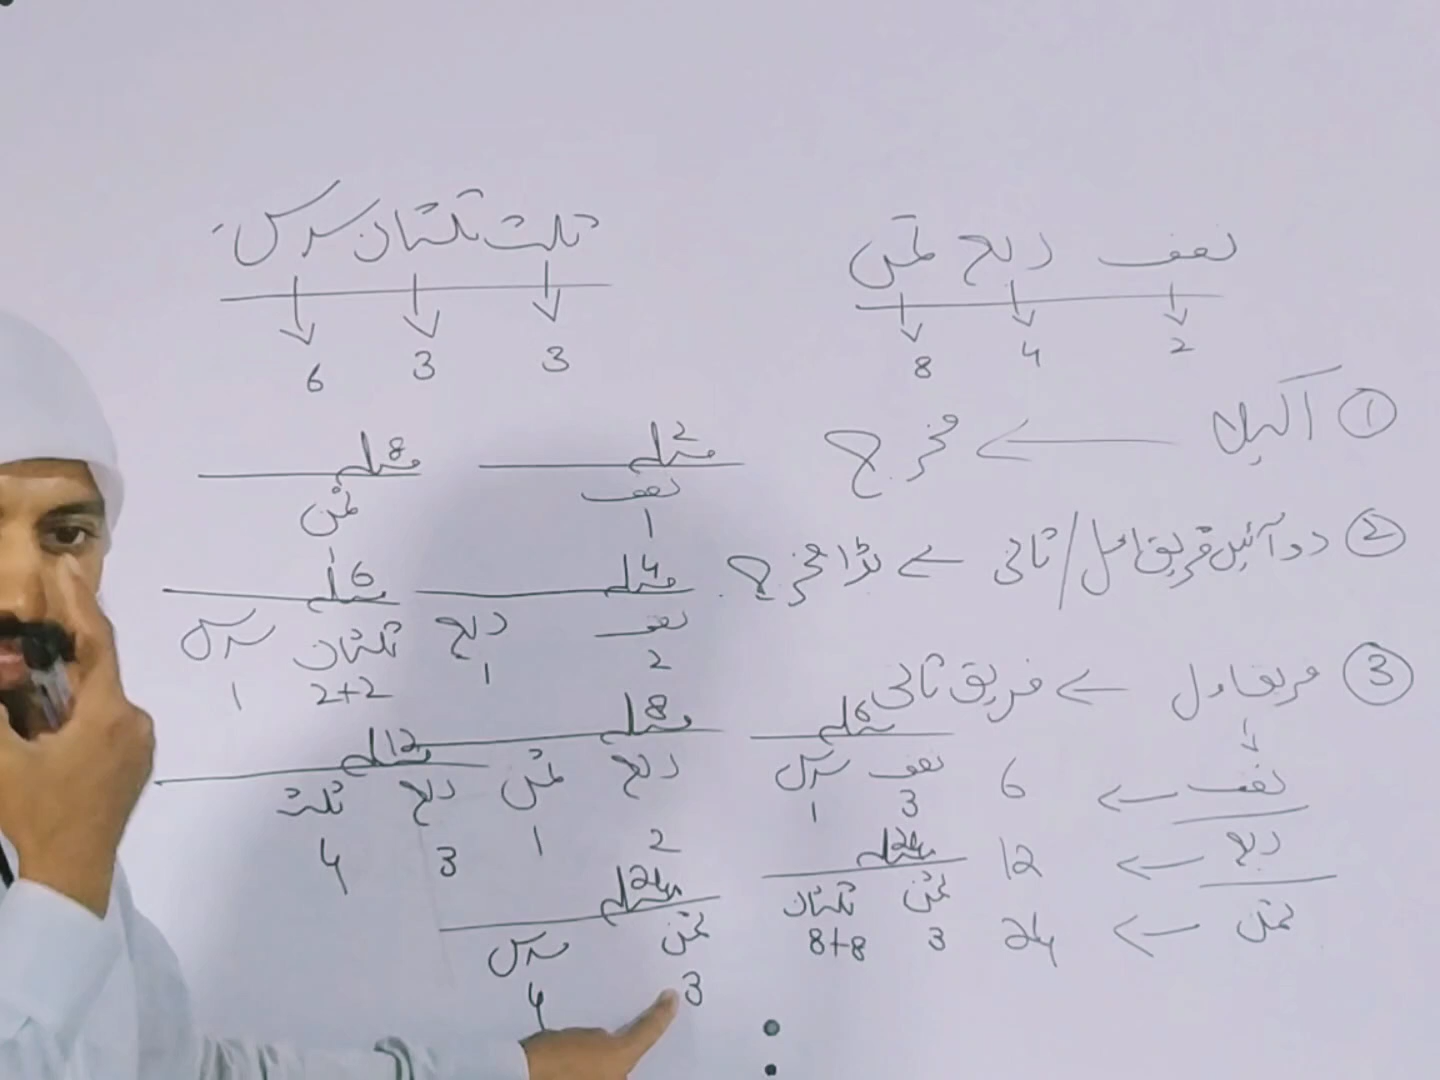 نصف ربع ثمن
2 4 8
ثلث ثلثان سدس
3 3 6
① اکیلا ← مخرج
② دو آئیں فریق اول/ثانی ← بڑا مخرج
③ فریق اول ← فریق ثانی
نصف ← 6
ربع ← 12
ثمن ← 24
مسئلہ 2
نصف
1
مسئلہ 8
ثمن
1
مسئلہ 4
نصف ربع
2 1
مسئلہ 6
ثلثان سدس
2+2 1
مسئلہ 8
ربع ثمن
2 1
مسئلہ 6
نصف سدس
3 1
مسئلہ 12
ربع ثلث
3 4
مسئلہ 24
ثمن ثلثان
3 8+8
مسئلہ 24
ثمن سدس
3 4